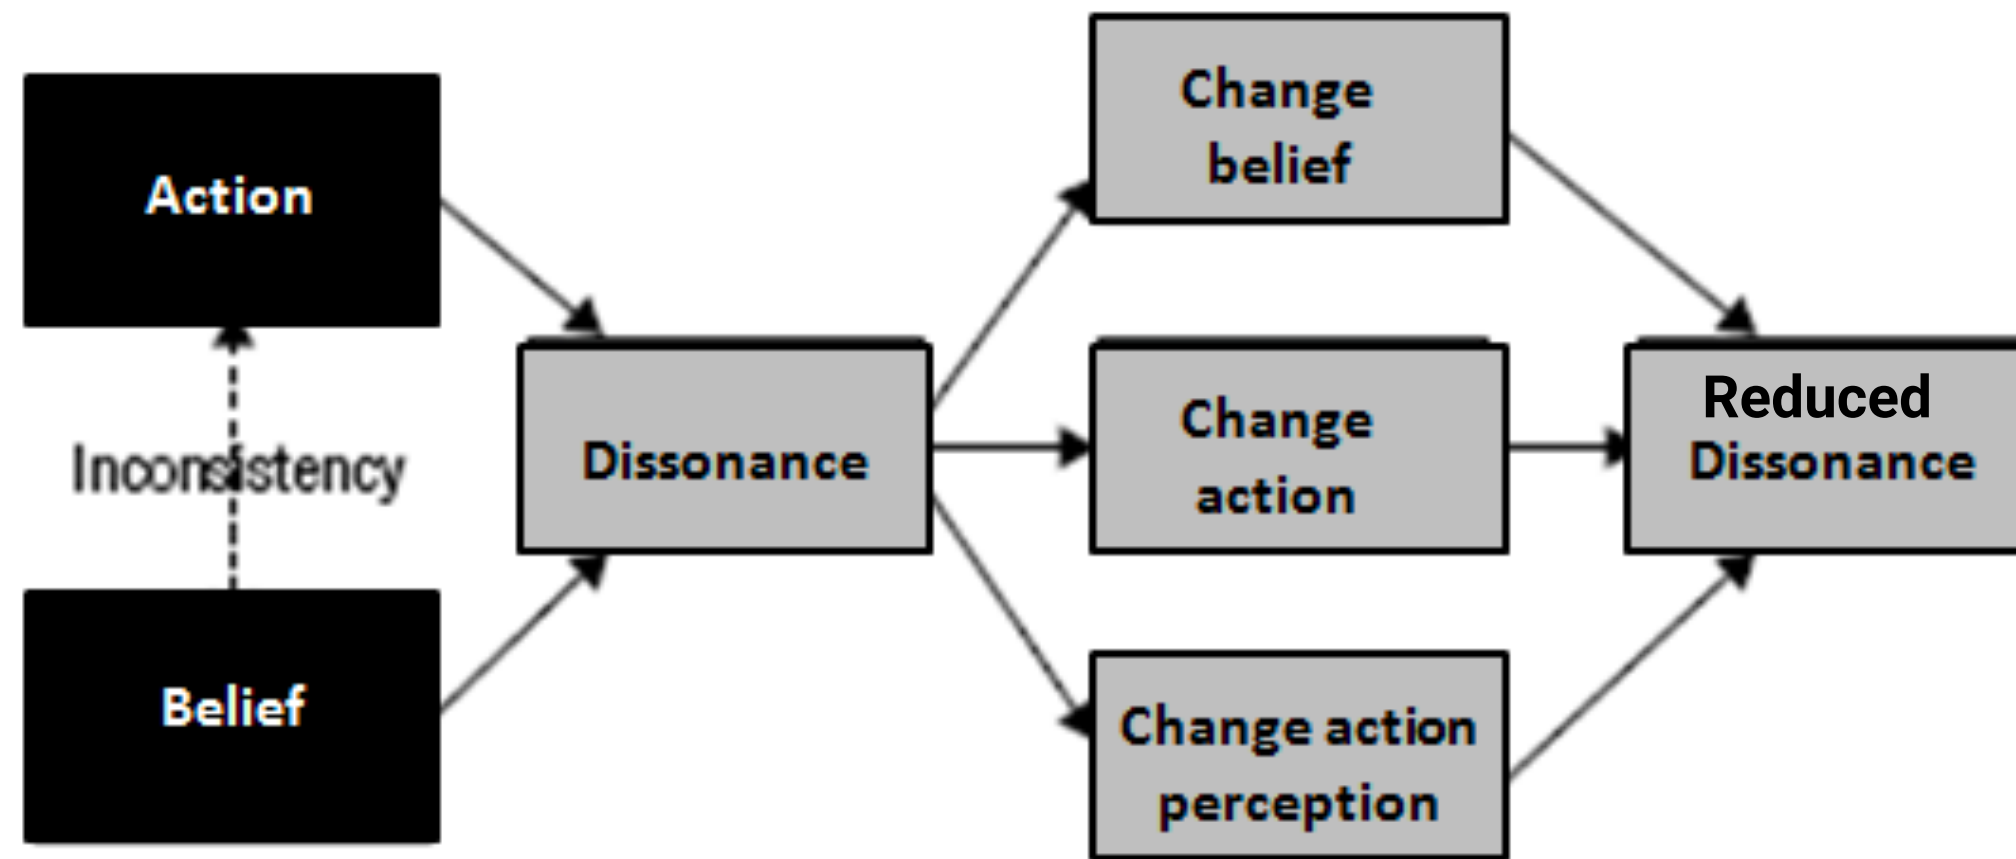 Action
Inconsistency
Belief
Dissonance
Change
belief
Change
action
Change action
perception
Reduced
Dissonance